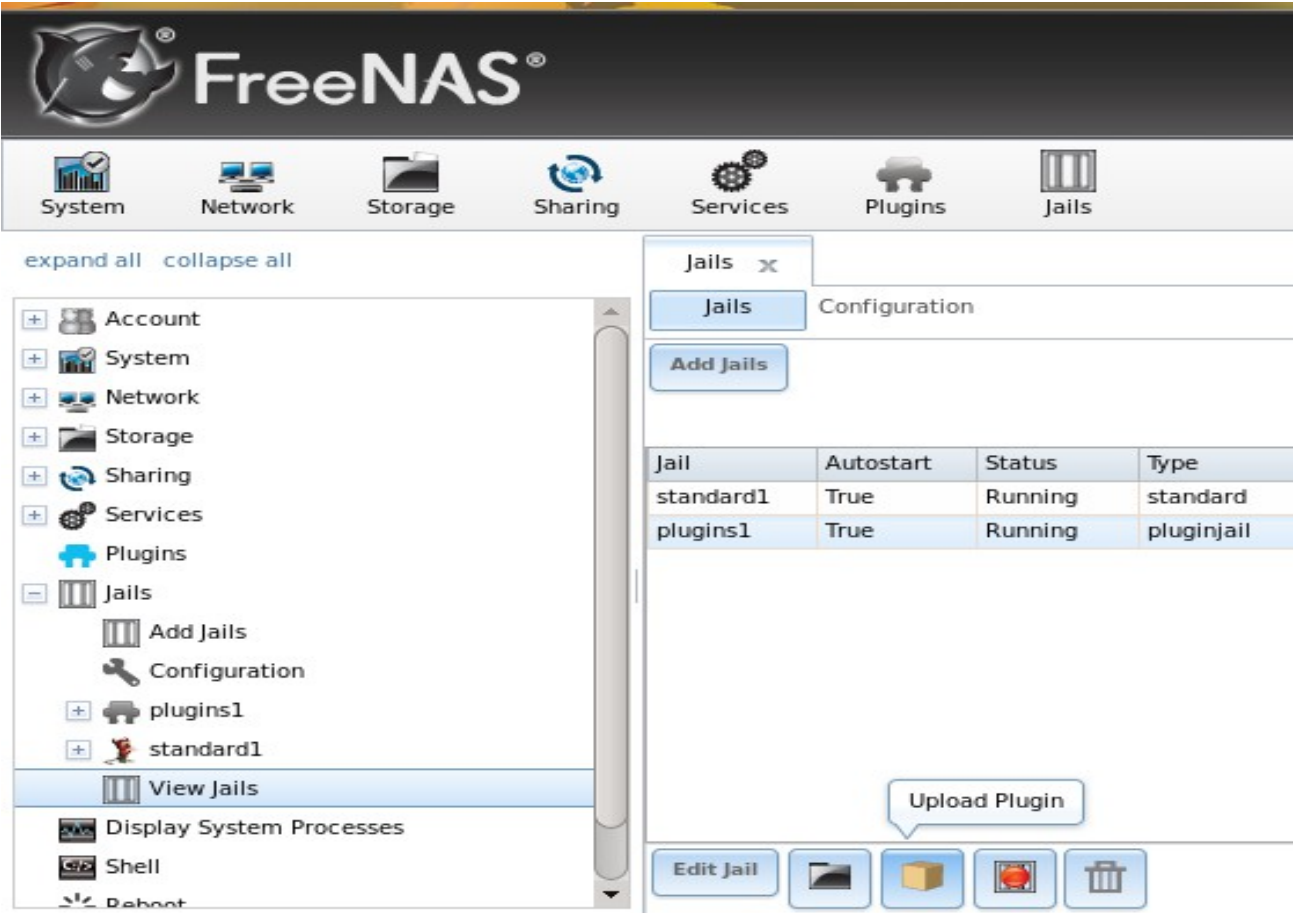 FreeNAS®
System Network Storage Sharing Services Plugins Jails
expand all collapse all
Account
System
Network
Storage
Sharing
Services
Plugins
Jails
Add Jails
Configuration
plugins1
standard1
View Jails
Display System Processes
Shell
Reboot
Jails x
Jails Configuration
Add Jails
Jail Autostart Status Type
standard1 True Running standard
plugins1 True Running pluginjail
Upload Plugin
Edit Jail